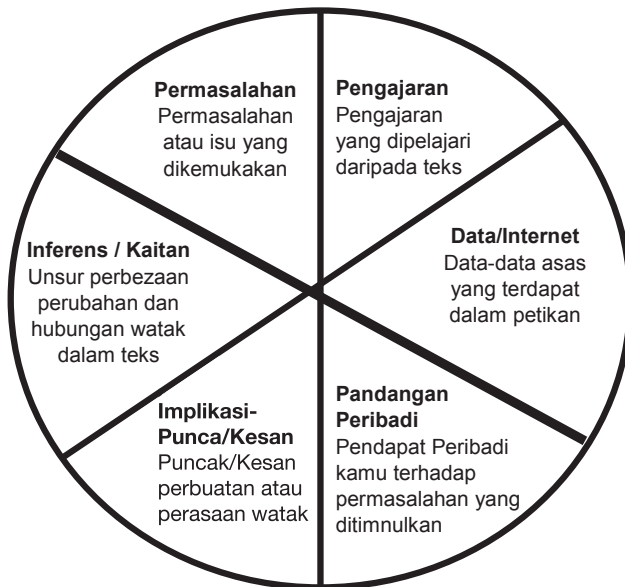 Permasalahan
Permasalahan
atau isu yang
dikemukakan
Pengajaran
Pengajaran
yang dipelajari
daripada teks
Inferens / Kaitan
Unsur perbezaan
perubahan dan
hubungan watak
dalam teks
Data/Internet
Data-data asas
yang terdapat
dalam petikan
Implikasi-
Punca/Kesan
Puncak/Kesan
perbuatan atau
perasaan watak
Pandangan
Peribadi
Pendapat Peribadi
kamu terhadap
permasalahan yang
ditimnulkan